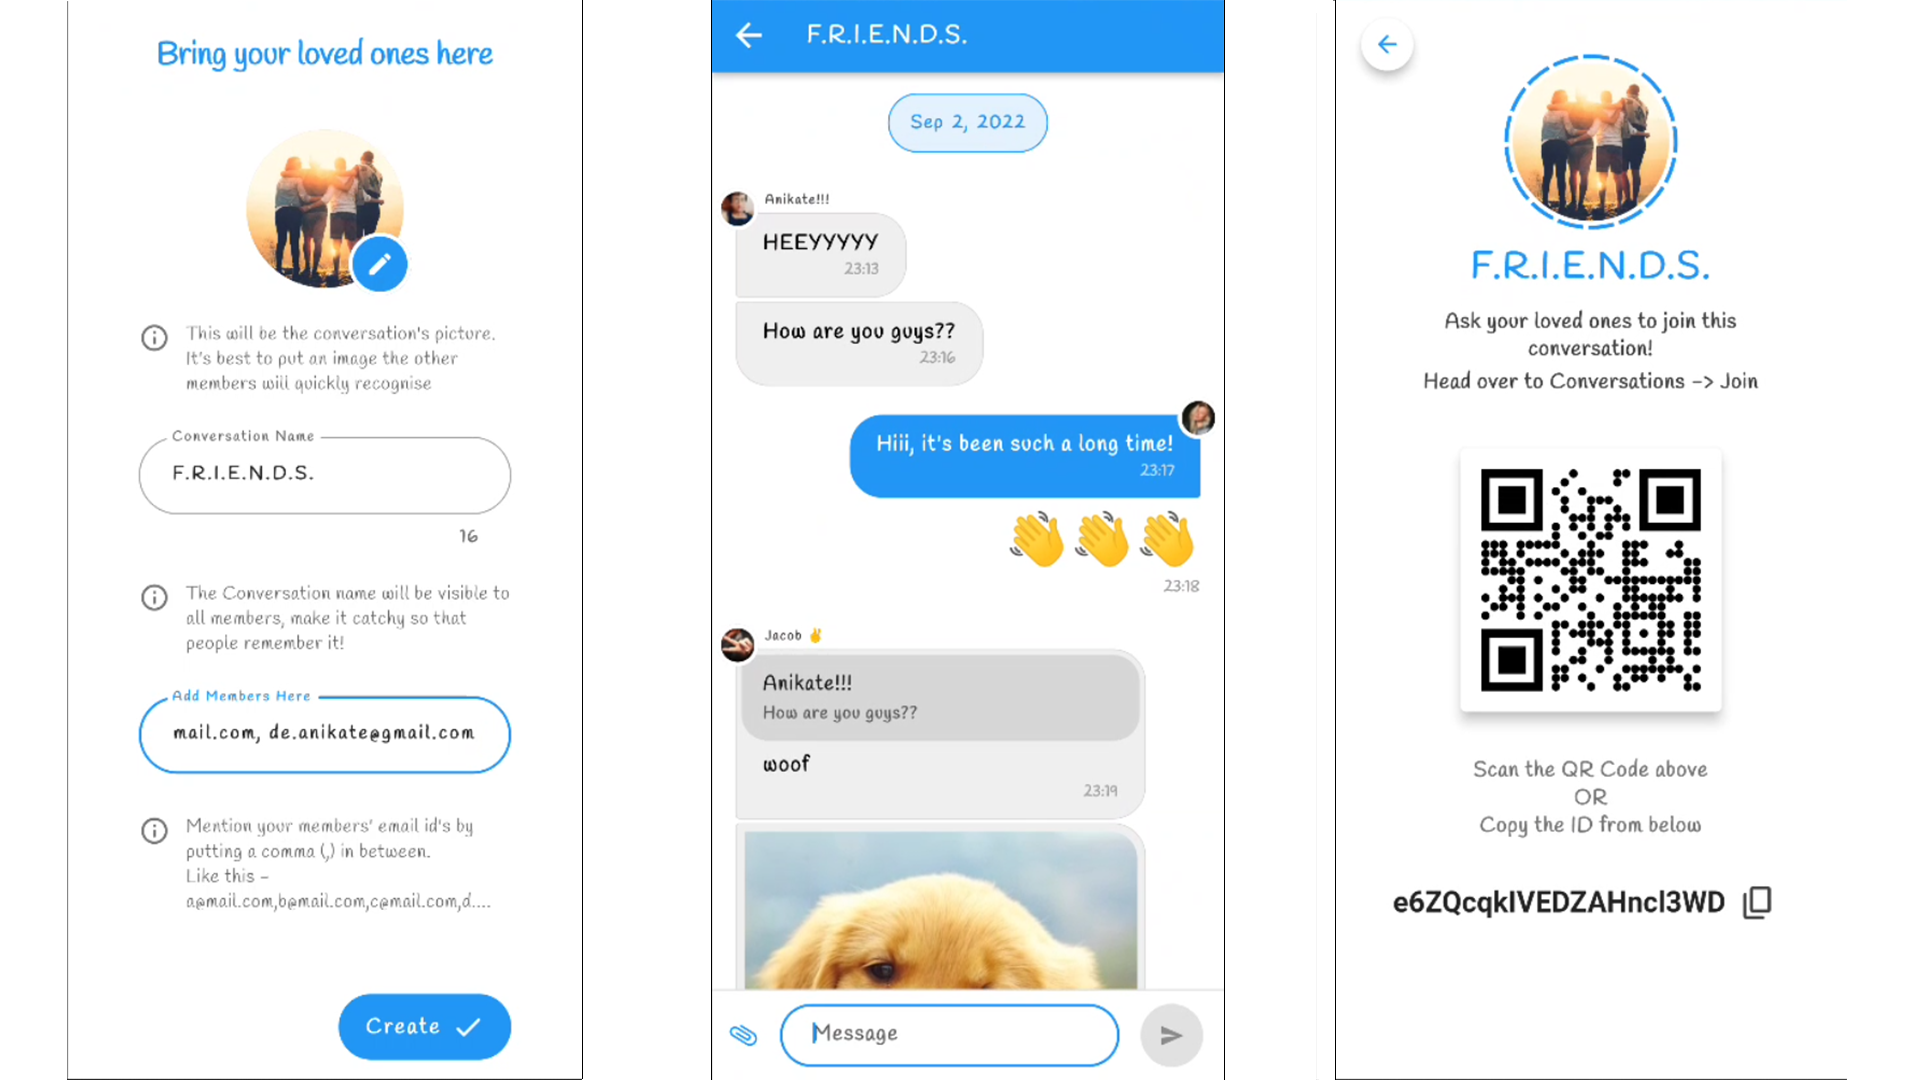 Bring your loved ones here
This will be the conversation's picture.
It's best to put an image the other
members will quickly recognise
Conversation Name
F.R.I.E.N.D.S.
16
The Conversation name will be visible to
all members, make it catchy so that
people remember it!
Add Members Here
mail.com, de.anikate@gmail.com
Mention your members' email id's by
putting a comma (,) in between.
Like this -
a@mail.com,b@mail.com,c@mail.com,d....
Create
F.R.I.E.N.D.S.
Sep 2, 2022
Anikate!!!
HEEYYYYY
23:13
How are you guys??
23:16
Hiii, it's been such a long time!
23:17
👋👋👋
23:18
Jacob ✌
Anikate!!!
How are you guys??
woof
23:19
Message
F.R.I.E.N.D.S.
Ask your loved ones to join this
conversation!
Head over to Conversations -> Join
Scan the QR Code above
OR
Copy the ID from below
e6ZQcqkIVEDZAHncl3WD